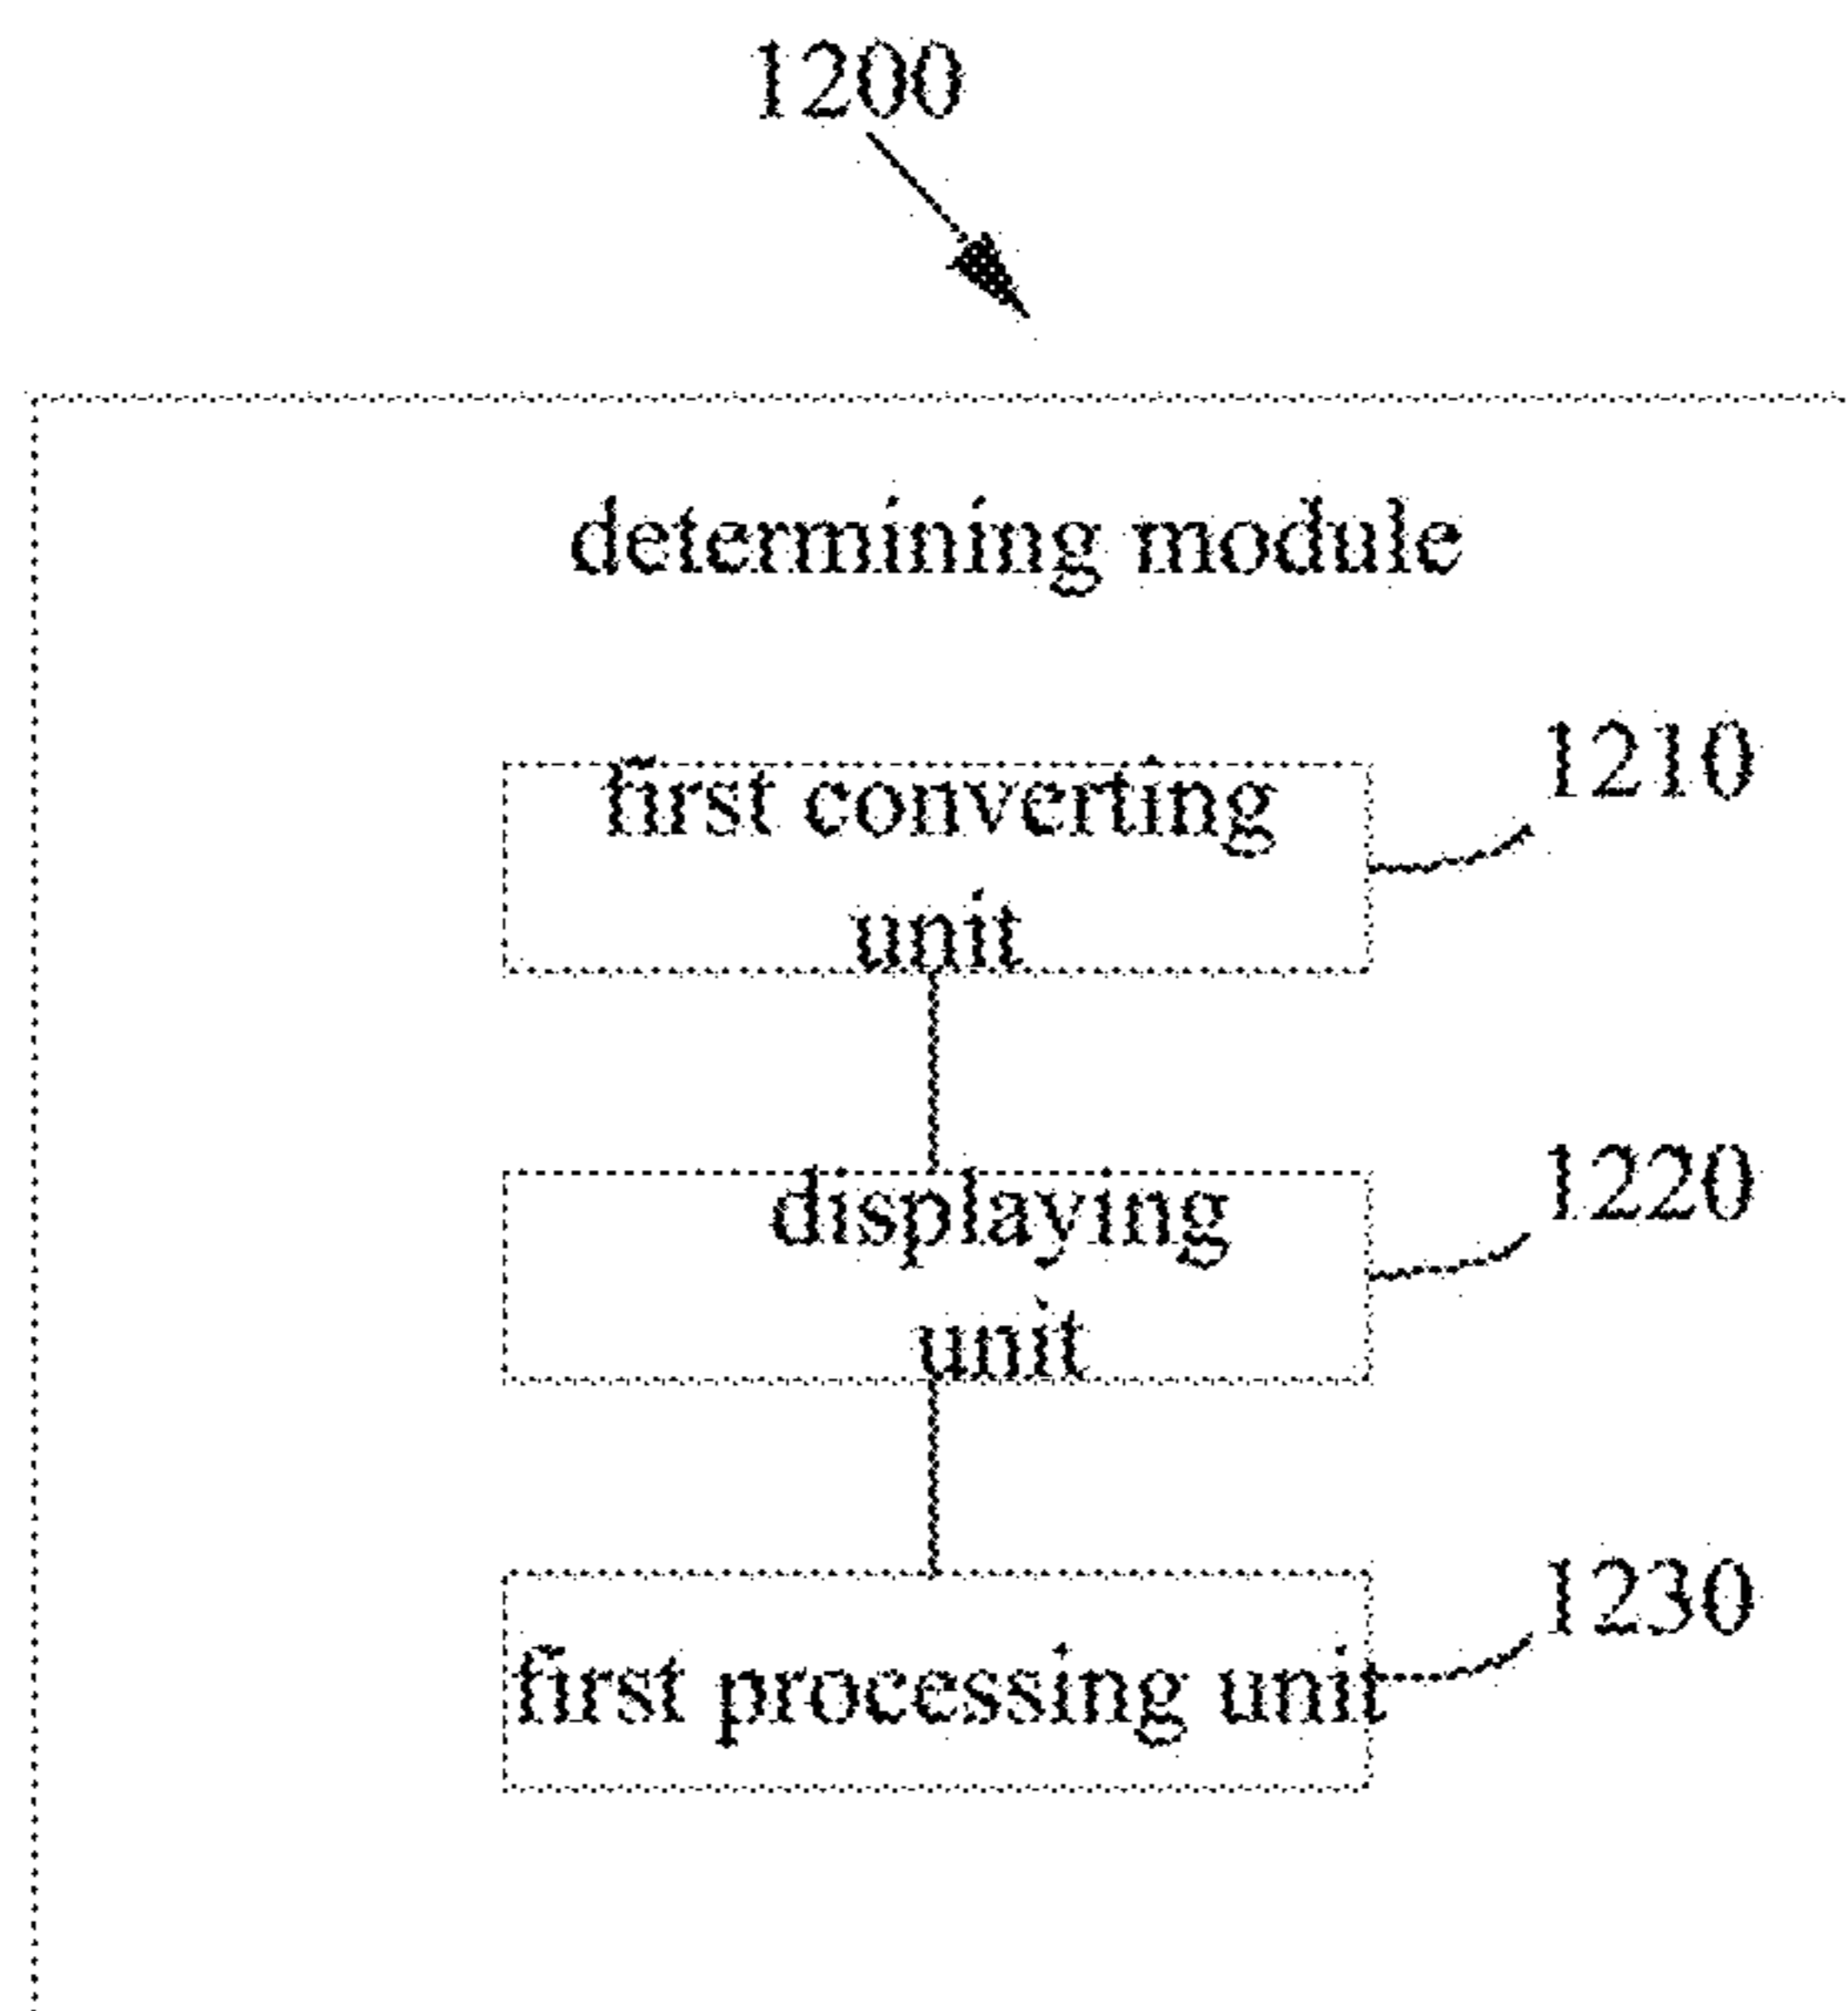 1200
determining module
first converting
unit
1210
displaying
unit
1220
first processing unit
1230